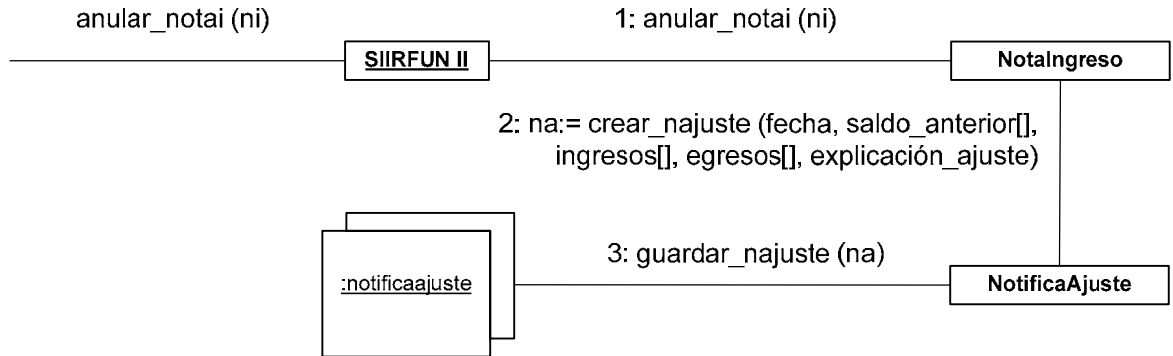 anular_notai (ni)
1: anular_notai (ni)
SIIRFUN II
NotaIngreso
2: na:= crear_najuste (fecha, saldo_anterior[],
ingresos[], egresos[], explicación_ajuste)
3: guardar_najuste (na)
:notificaajuste
NotificaAjuste